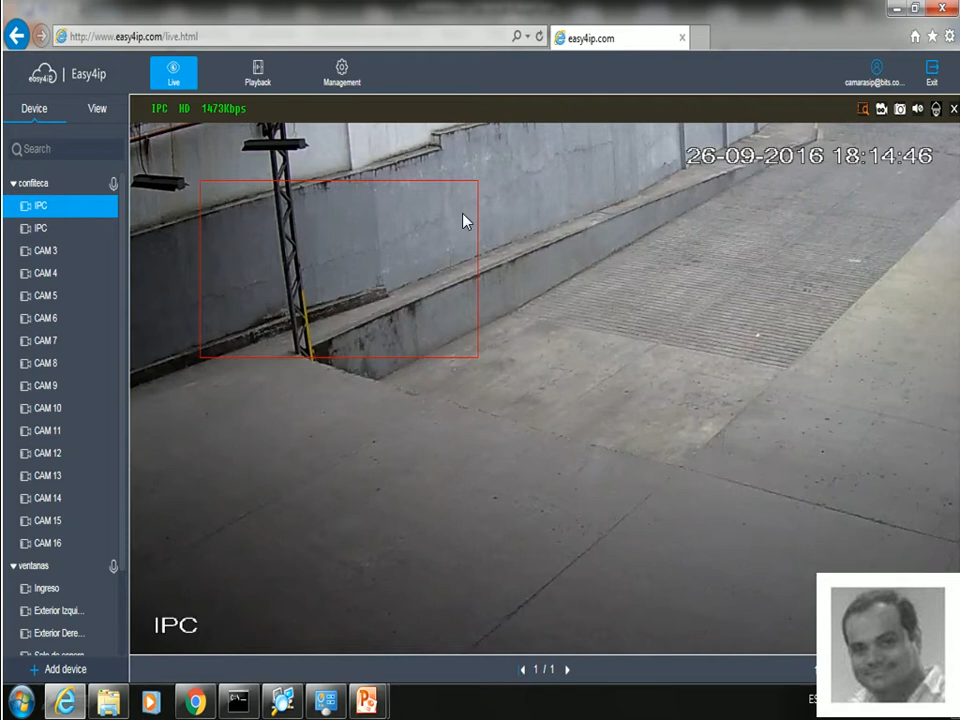 http://www.easy4ip.com/live.html
easy4ip.com
easy4ip
Easy4ip
Live
Playback
Management
camarasip@bits.co...
Exit
Device
View
IPC HD 1473Kbps
Search
26-09-2016 18:14:46
confiteca
IPC
IPC
CAM 3
CAM 4
CAM 5
CAM 6
CAM 7
CAM 8
CAM 9
CAM 10
CAM 11
CAM 12
CAM 13
CAM 14
CAM 15
CAM 16
ventanas
Ingreso
Exterior Izqui...
Exterior Dere...
IPC
Add device
1 / 1
ES